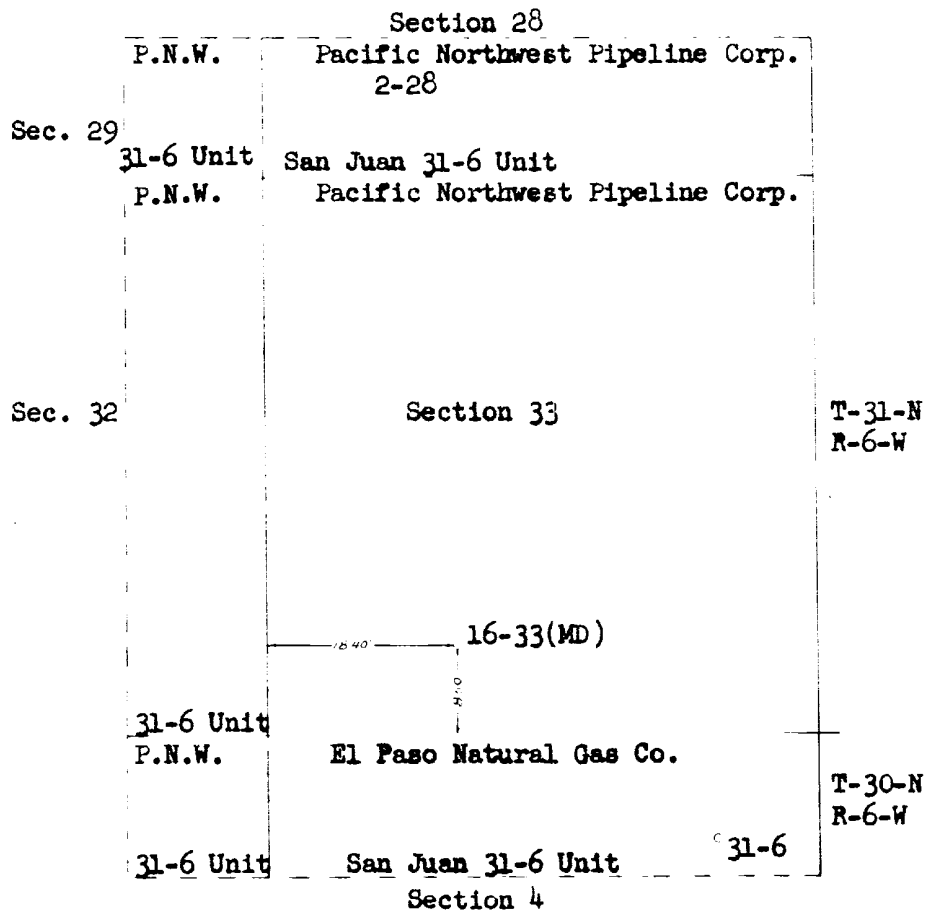 Section 28
P.N.W. Pacific Northwest Pipeline Corp.
2-28
Sec. 29
31-6 Unit San Juan 31-6 Unit
P.N.W. Pacific Northwest Pipeline Corp.
Sec. 32 Section 33 T-31-N
R-6-W
16-33(MD)
1840'
31-6 Unit
P.N.W. El Paso Natural Gas Co.
T-30-N
R-6-W
31-6
31-6 Unit San Juan 31-6 Unit
Section 4